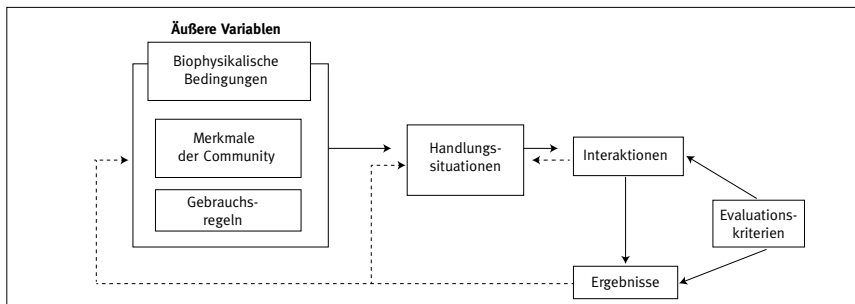 Äußere Variablen
Biophysikalische
Bedingungen
Merkmale
der Community
Gebrauchs-
regeln
Handlungs-
situationen
Interaktionen
Evaluations-
kriterien
Ergebnisse